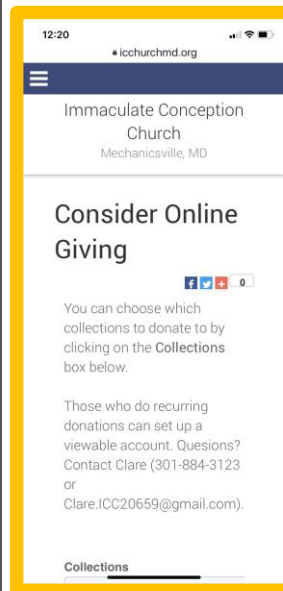 12:20
icchurchmd.org
Immaculate Conception
Church
Mechanicsville, MD
Consider Online
Giving
0
You can choose which
collections to donate to by
clicking on the Collections
box below.
Those who do recurring
donations can set up a
viewable account. Quesions?
Contact Clare (301-884-3123
or
Clare.ICC20659@gmail.com).
Collections